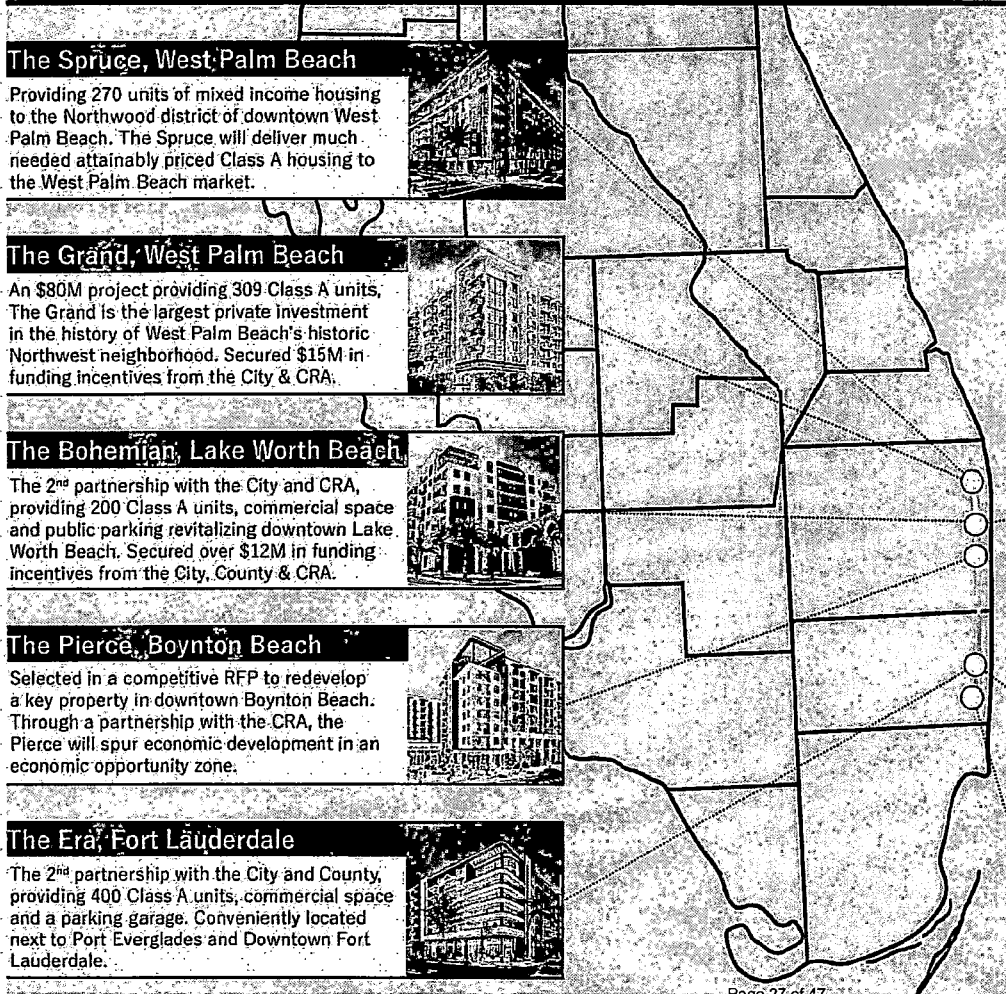 The Spruce, West Palm Beach
Providing 270 units of mixed income housing
to the Northwood district of downtown West
Palm Beach. The Spruce will deliver much
needed attainably priced Class A housing to
the West Palm Beach market.
The Grand, West Palm Beach
An $80M project providing 309 Class A units,
The Grand is the largest private investment
in the history of West Palm Beach's historic
Northwest neighborhood. Secured $15M in
funding incentives from the City & CRA.
The Bohemian, Lake Worth Beach
The 2nd partnership with the City and CRA,
providing 200 Class A units, commercial space
and public parking revitalizing downtown Lake
Worth Beach. Secured over $12M in funding
incentives from the City, County & CRA.
The Pierce, Boynton Beach
Selected in a competitive RFP to redevelop
a key property in downtown Boynton Beach.
Through a partnership with the CRA, the
Pierce will spur economic development in an
economic opportunity zone.
The Era, Fort Lauderdale
The 2nd partnership with the City and County,
providing 400 Class A units, commercial space
and a parking garage. Conveniently located
next to Port Everglades and Downtown Fort
Lauderdale.
Page 27 of 47